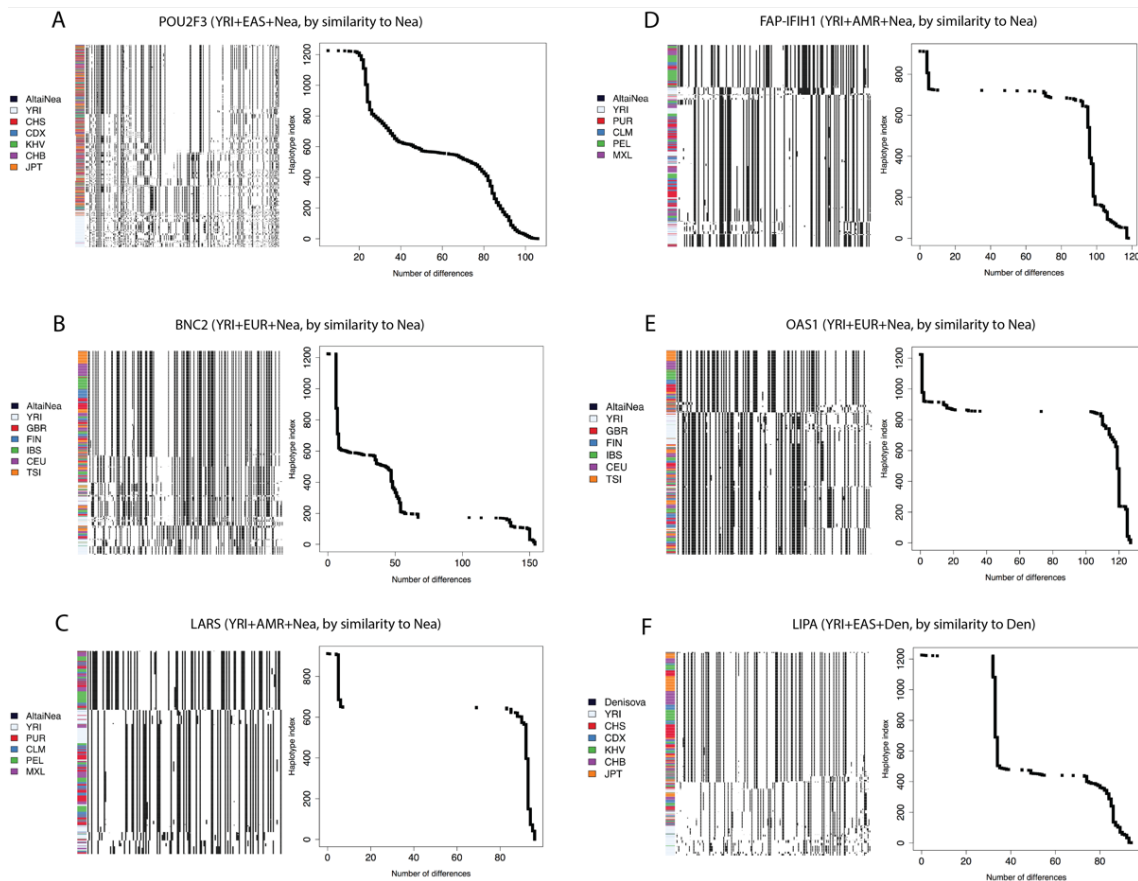 A
POU2F3 (YRI+EAS+Nea, by similarity to Nea)
AltaiNea
YRI
CHS
CDX
KHV
CHB
JPT
Haplotype index
0 200 400 600 800 1000 1200
20 40 60 80 100
Number of differences
B
BNC2 (YRI+EUR+Nea, by similarity to Nea)
AltaiNea
YRI
GBR
FIN
IBS
CEU
TSI
Haplotype index
0 200 400 600 800 1000 1200
0 50 100 150
Number of differences
C
LARS (YRI+AMR+Nea, by similarity to Nea)
AltaiNea
YRI
PUR
CLM
PEL
MXL
Haplotype index
0 200 400 600 800
0 20 40 60 80
Number of differences
D
FAP-IFIH1 (YRI+AMR+Nea, by similarity to Nea)
AltaiNea
YRI
PUR
CLM
PEL
MXL
Haplotype index
0 200 400 600 800
0 20 40 60 80 100 120
Number of differences
E
OAS1 (YRI+EUR+Nea, by similarity to Nea)
AltaiNea
YRI
GBR
FIN
IBS
CEU
TSI
Haplotype index
0 200 400 600 800 1000 1200
0 20 40 60 80 100 120
Number of differences
F
LIPA (YRI+EAS+Den, by similarity to Den)
Denisova
YRI
CHS
CDX
KHV
CHB
JPT
Haplotype index
0 200 400 600 800 1000 1200
0 20 40 60 80
Number of differences